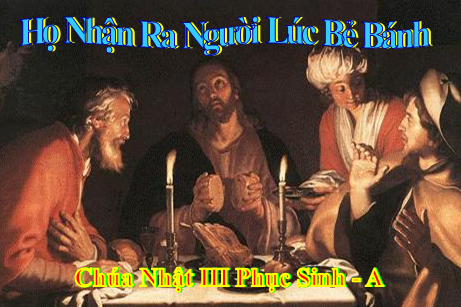 Họ Nhận Ra Người Lúc Bẻ Bánh
Chúa Nhật III Phục Sinh - A